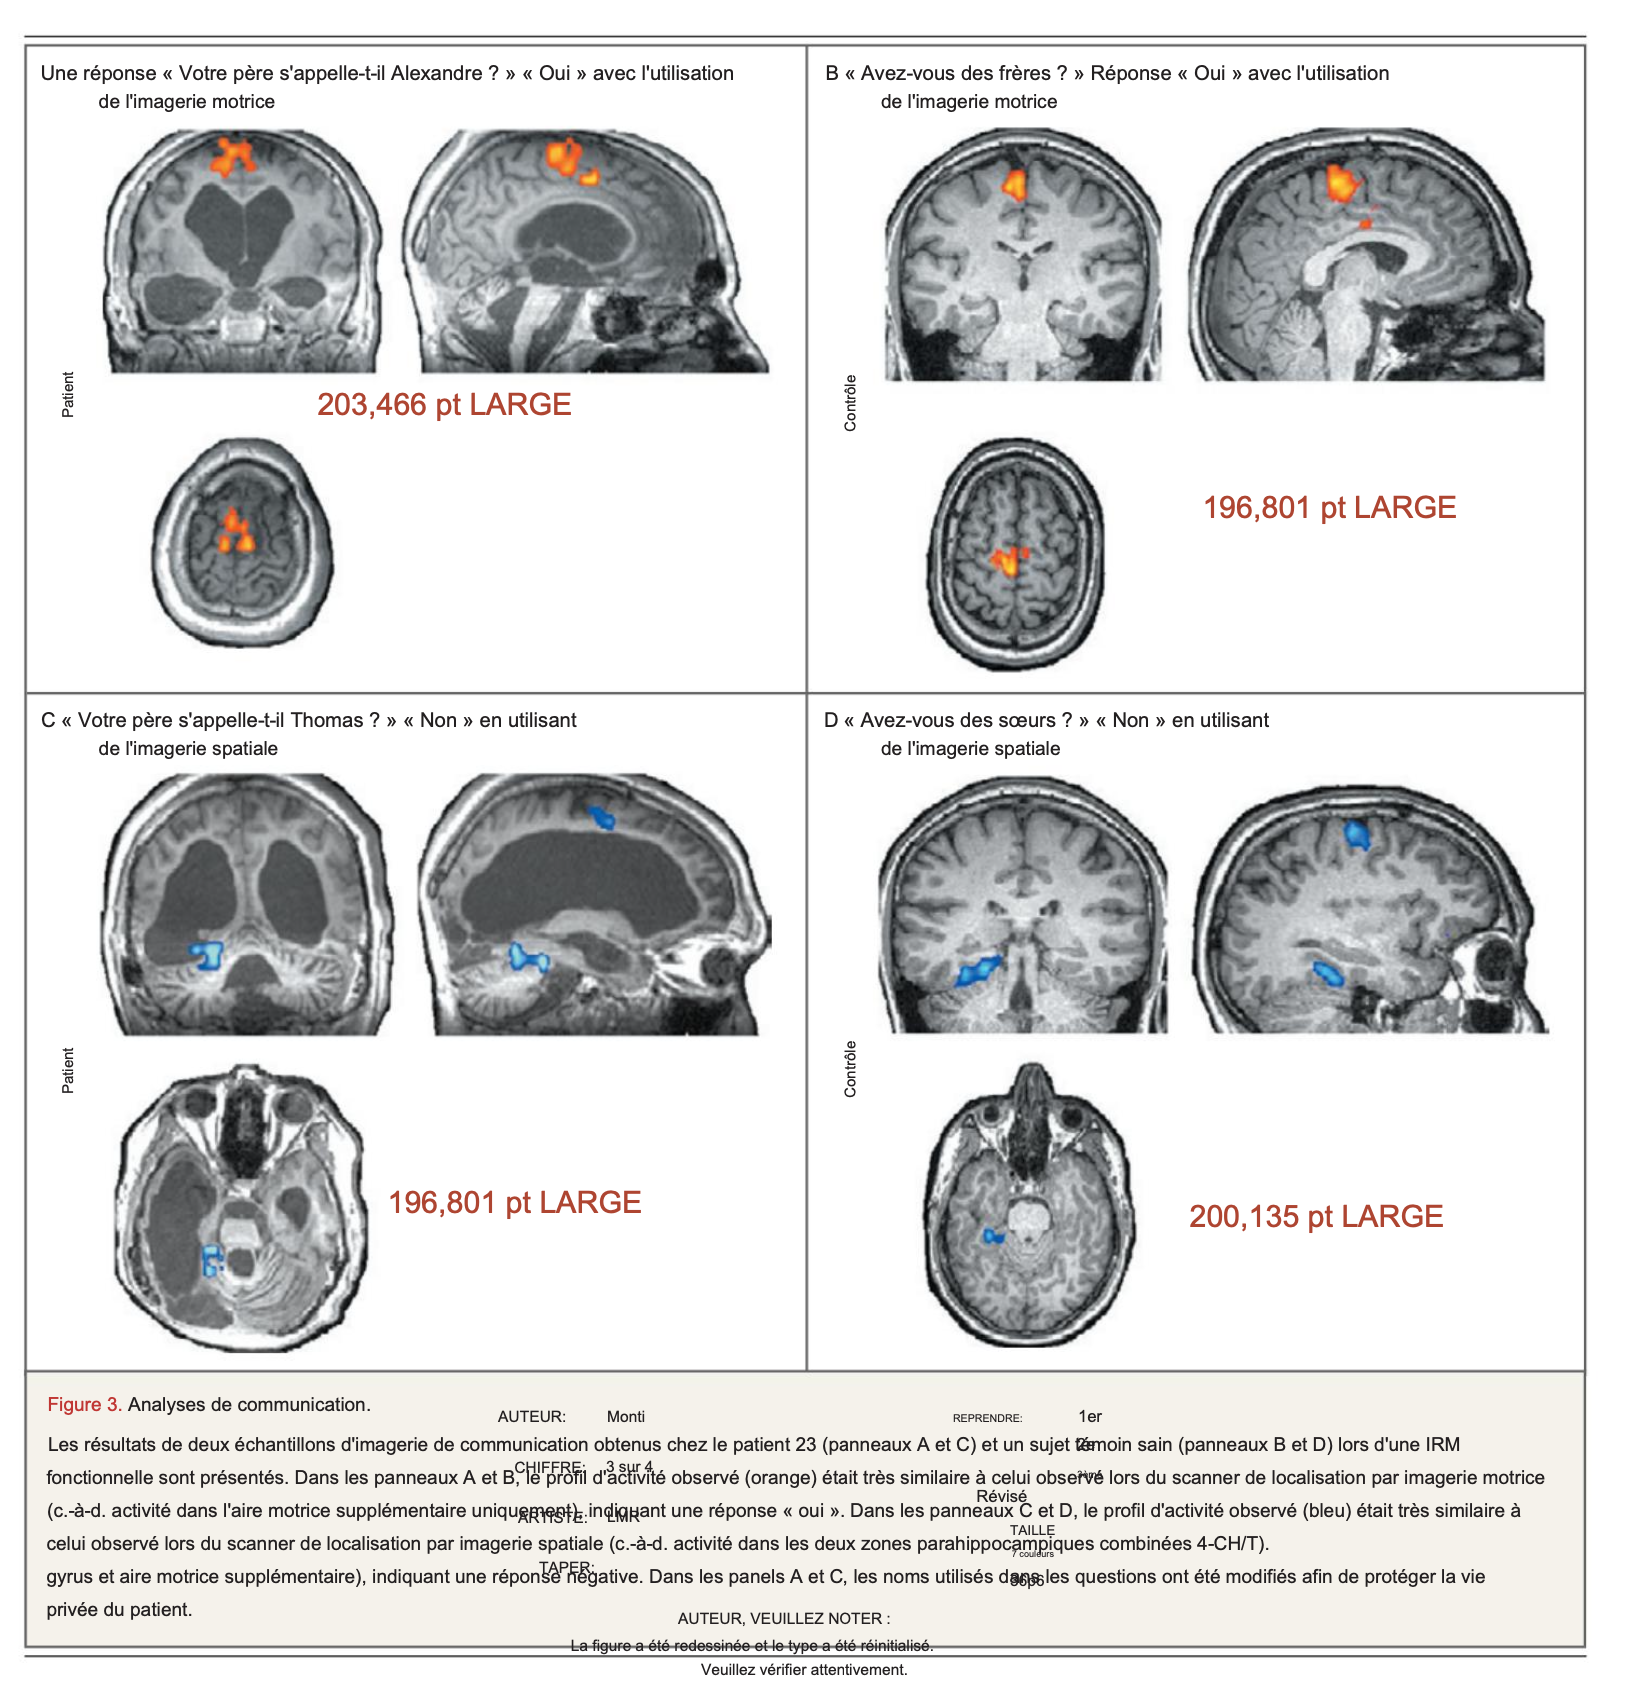 Une réponse « Votre père s'appelle-t-il Alexandre ? » « Oui » avec l'utilisation
de l'imagerie motrice
Patient
203,466 pt LARGE
B « Avez-vous des frères ? » Réponse « Oui » avec l'utilisation
de l'imagerie motrice
Contrôle
196,801 pt LARGE
C « Votre père s'appelle-t-il Thomas ? » « Non » en utilisant
de l'imagerie spatiale
Patient
196,801 pt LARGE
D « Avez-vous des sœurs ? » « Non » en utilisant
de l'imagerie spatiale
Contrôle
200,135 pt LARGE
Figure 3. Analyses de communication.
AUTEUR: Monti
REPRENDRE: 1er
Les résultats de deux échantillons d'imagerie de communication obtenus chez le patient 23 (panneaux A et C) et un sujet témoin sain (panneaux B et D) lors d'une IRM
2e
CHIFFRE: 3 sur 4
fonctionnelle sont présentés. Dans les panneaux A et B, le profil d'activité observé (orange) était très similaire à celui observé lors du scanner de localisation par imagerie motrice
Révisé
(c.-à-d. activité dans l'aire motrice supplémentaire uniquement), indiquant une réponse « oui ». Dans les panneaux C et D, le profil d'activité observé (bleu) était très similaire à
ARTISTE: LMR
TAILLE
celui observé lors du scanner de localisation par imagerie spatiale (c.-à-d. activité dans les deux zones parahippocampiques combinées 4-CH/T).
7 couleurs
TAPER:
gyrus et aire motrice supplémentaire), indiquant une réponse négative. Dans les panels A et C, les noms utilisés dans les questions ont été modifiés afin de protéger la vie
36p6
privée du patient.
AUTEUR, VEUILLEZ NOTER :
La figure a été redessinée et le type a été réinitialisé.
Veuillez vérifier attentivement.